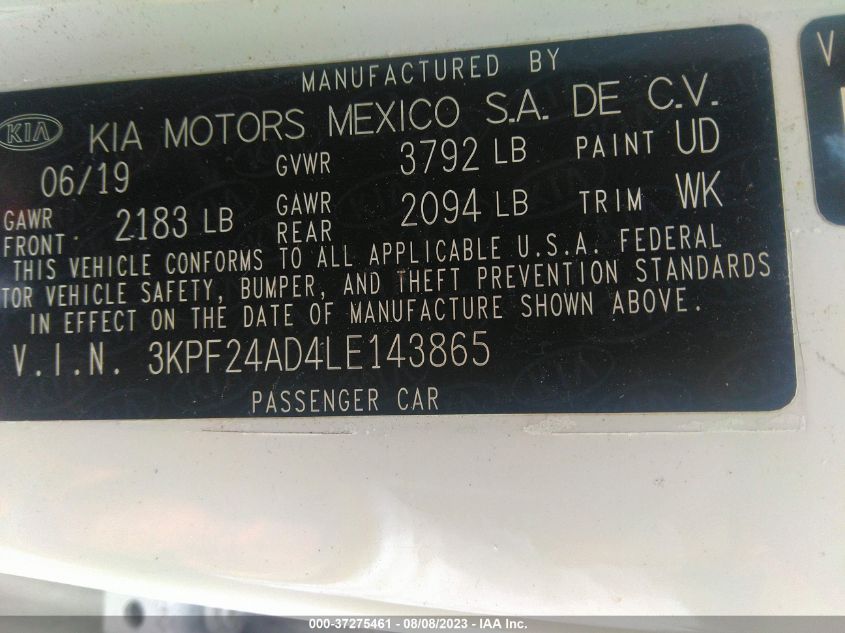 MANUFACTURED BY
KIA KIA MOTORS MEXICO S.A. DE C.V.
06/19 GVWR 3792 LB PAINT UD
GAWR FRONT 2183 LB GAWR REAR 2094 LB TRIM WK
THIS VEHICLE CONFORMS TO ALL APPLICABLE U.S.A. FEDERAL
TOR VEHICLE SAFETY, BUMPER, AND THEFT PREVENTION STANDARDS
IN EFFECT ON THE DATE OF MANUFACTURE SHOWN ABOVE.
V.I.N. 3KPF24AD4LE143865
PASSENGER CAR
V
000-37275461 - 08/08/2023 - IAA Inc.